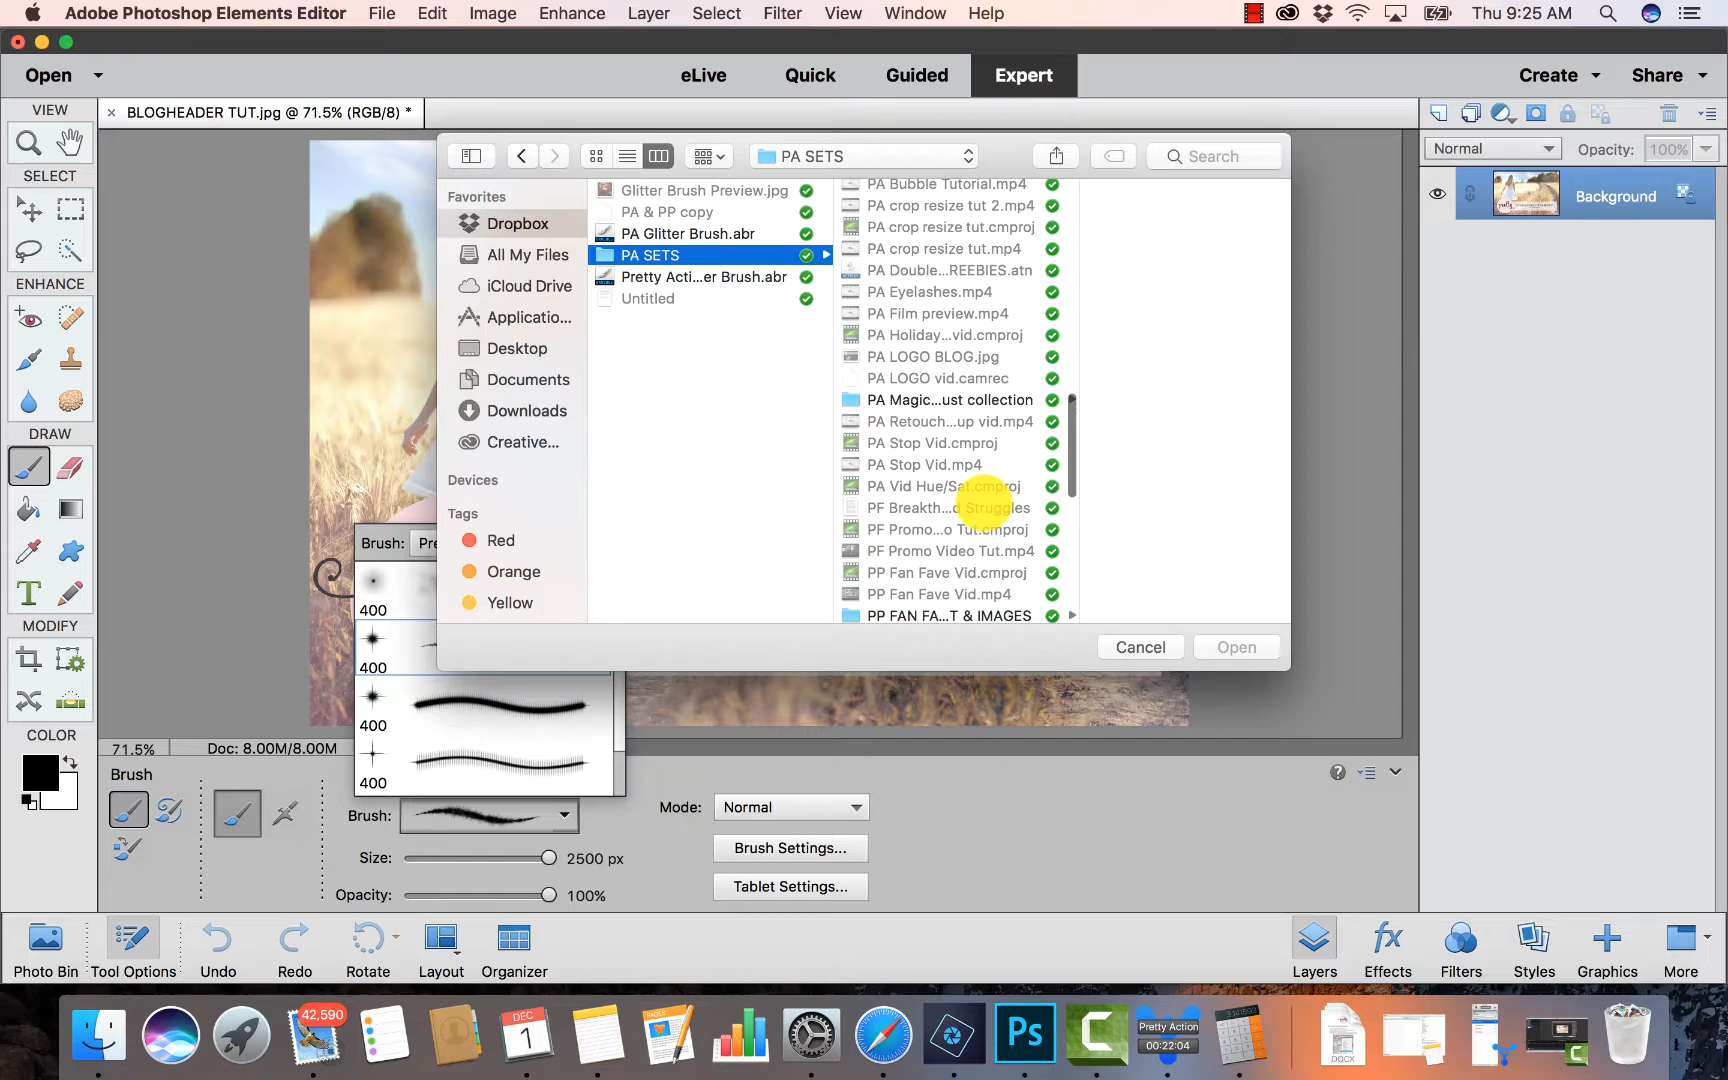 Adobe Photoshop Elements Editor File Edit Image Enhance Layer Select Filter View Window Help Thu 9:25 AM
Open eLive Quick Guided Expert Create Share
VIEW
× BLOGHEADER TUT.jpg @ 71.5% (RGB/8) *
PA SETS
Search
Normal
Opacity: 100%
SELECT
ENHANCE
DRAW
MODIFY
COLOR
Background
Favorites
Dropbox
All My Files
iCloud Drive
Applicatio...
Desktop
Documents
Downloads
Creative...
Devices
Tags
Red
Orange
Yellow
Glitter Brush Preview.jpg
PA & PP copy
PA Glitter Brush.abr
PA SETS
Pretty Acti...er Brush.abr
Untitled
PA Bubble Tutorial.mp4
PA crop resize tut 2.mp4
PA crop resize tut.cmproj
PA crop resize tut.mp4
PA Double...REEBIES.atn
PA Eyelashes.mp4
PA Film preview.mp4
PA Holiday...vid.cmproj
PA LOGO BLOG.jpg
PA LOGO vid.camrec
PA Magic...ust collection
PA Retouch...up vid.mp4
PA Stop Vid.cmproj
PA Stop Vid.mp4
PA Vid Hue/Sat.cmproj
PF Breakth...d Struggles
PF Promo...o Tut.cmproj
PF Promo Video Tut.mp4
PP Fan Fave Vid.cmproj
PP Fan Fave Vid.mp4
PP FAN FA...T & IMAGES
Cancel Open
Brush: Pre
400
400
400
400
71.5% Doc: 8.00M/8.00M
Brush
Brush:
Size: 2500 px
Opacity: 100%
Mode: Normal
Brush Settings...
Tablet Settings...
Photo Bin Tool Options Undo Redo Rotate Layout Organizer Layers Effects Filters Styles Graphics More
42,590
DEC
1
PAGES
Ps
Pretty Action
00:22:04
DOCX